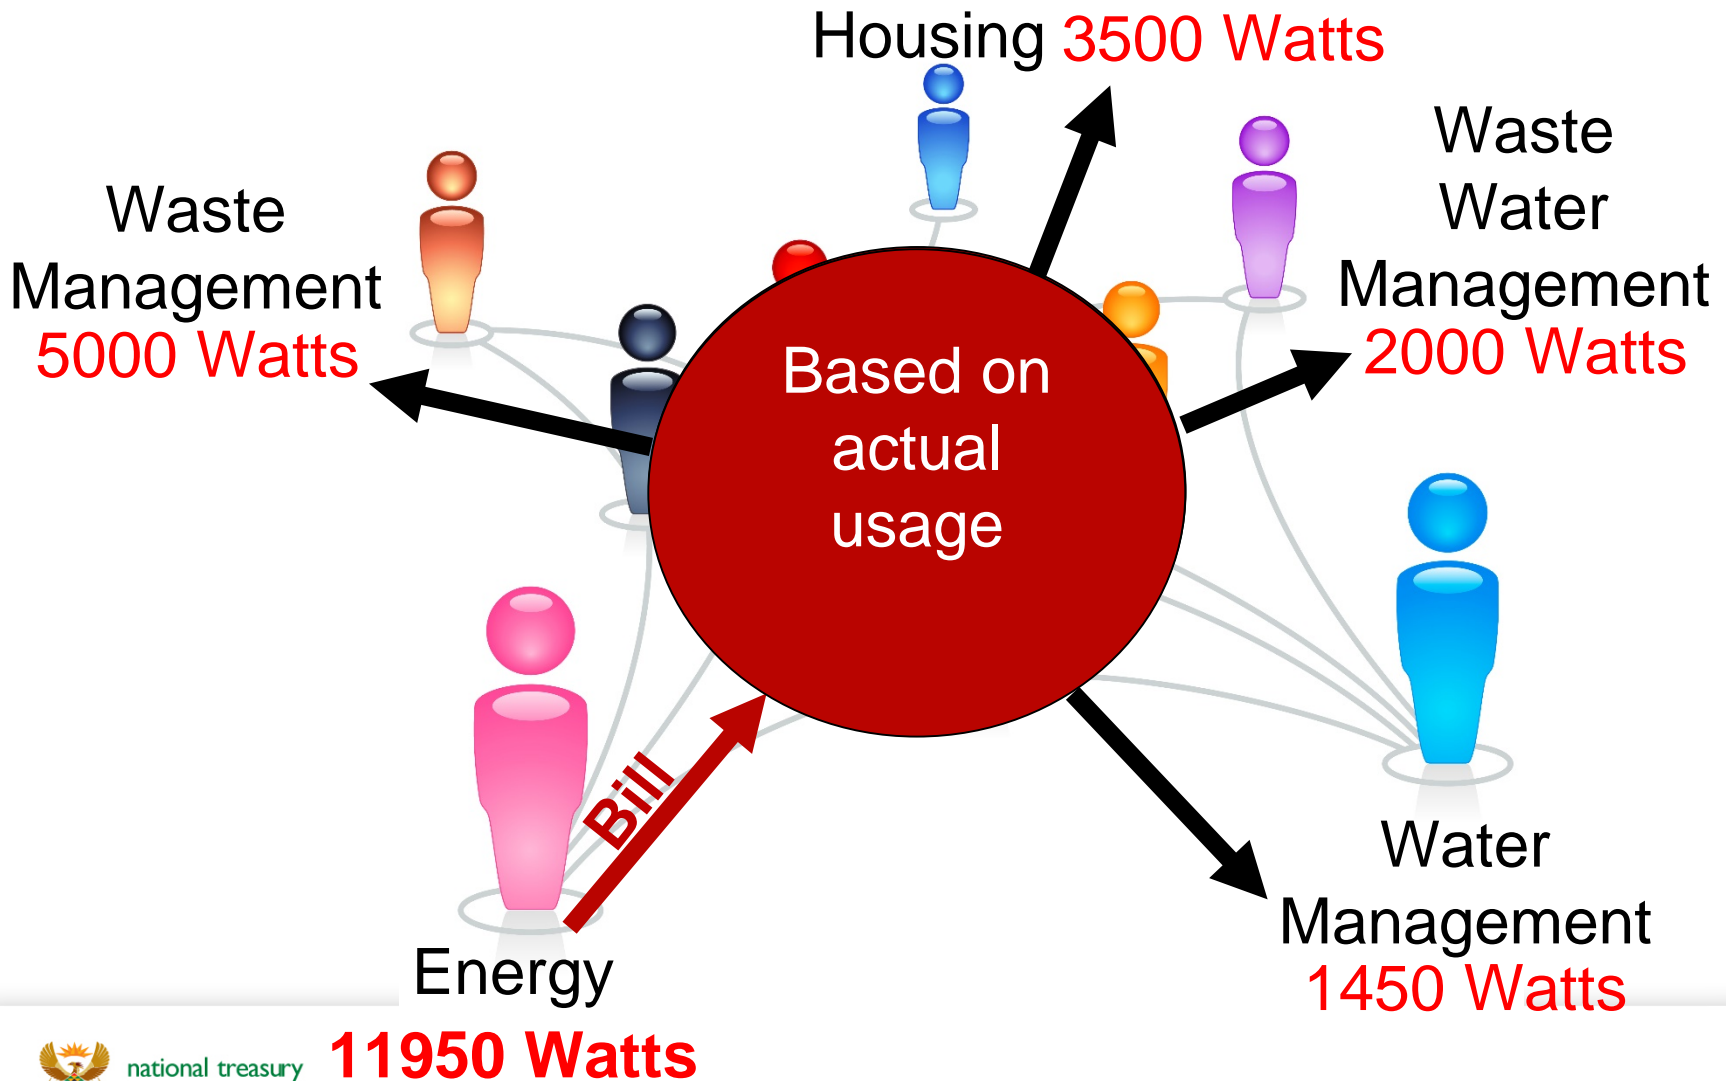 Housing 3500 Watts
Waste
Management
5000 Watts
Waste
Water
Management
2000 Watts
Based on
actual
usage
Bill
Energy
11950 Watts
Water
Management
1450 Watts
national treasury